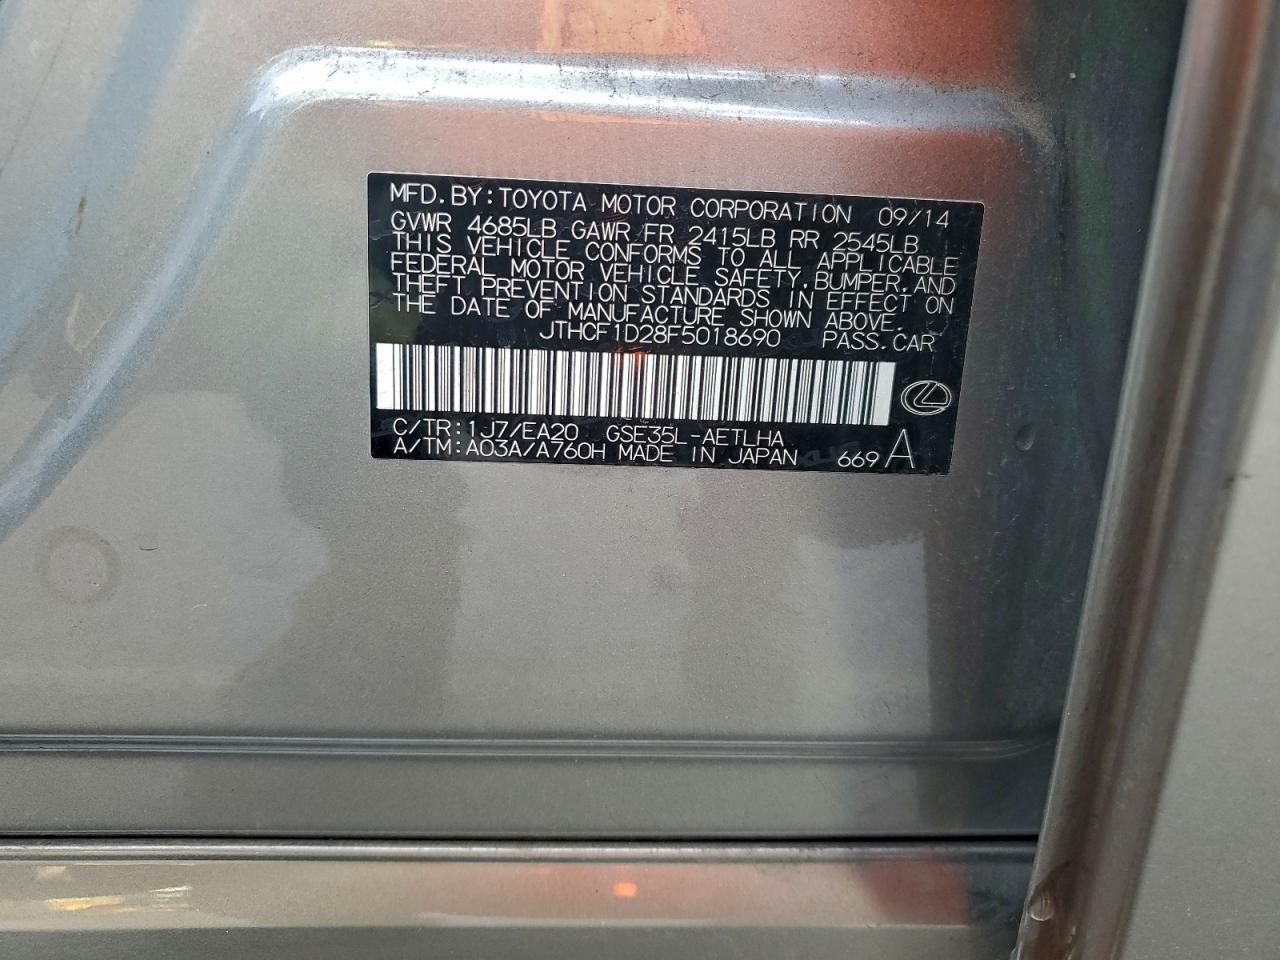 MFD.BY:TOYOTA MOTOR CORPORATION 09/14
GVWR 4685LB GAWR FR 2415LB RR 2545LB
THIS VEHICLE CONFORMS TO ALL APPLICABLE
FEDERAL MOTOR VEHICLE SAFETY,BUMPER,AND
THEFT PREVENTION STANDARDS IN EFFECT ON
THE DATE OF MANUFACTURE SHOWN ABOVE.
JTHCF1D28F5018690 PASS.CAR
C/TR:1J7/EA20 GSE35L-AETLHA
A/TM:A03A/A760H MADE IN JAPAN 669 A